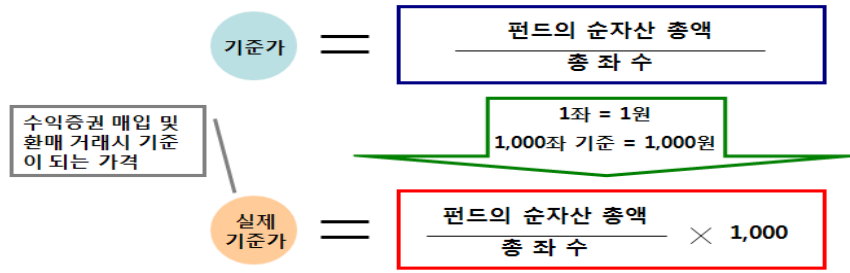 기준가
=
펀드의 순자산 총액
총 좌 수
수익증권 매입 및
환매 거래시 기준
이 되는 가격
1좌 = 1원
1,000좌 기준 = 1,000원
실제
기준가
=
펀드의 순자산 총액
총 좌 수
× 1,000